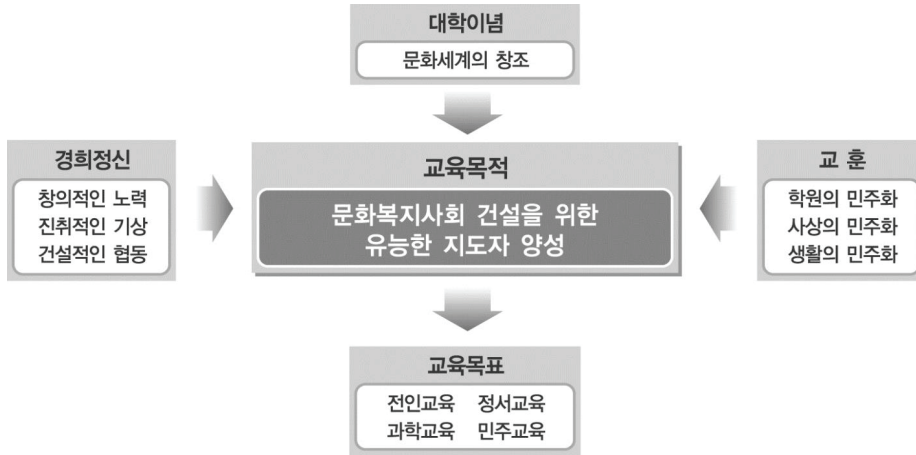 대학이념
문화세계의 창조
경희정신
창의적인 노력
진취적인 기상
건설적인 협동
교육목적
문화복지사회 건설을 위한
유능한 지도자 양성
교 훈
학원의 민주화
사상의 민주화
생활의 민주화
교육목표
전인교육 정서교육
과학교육 민주교육